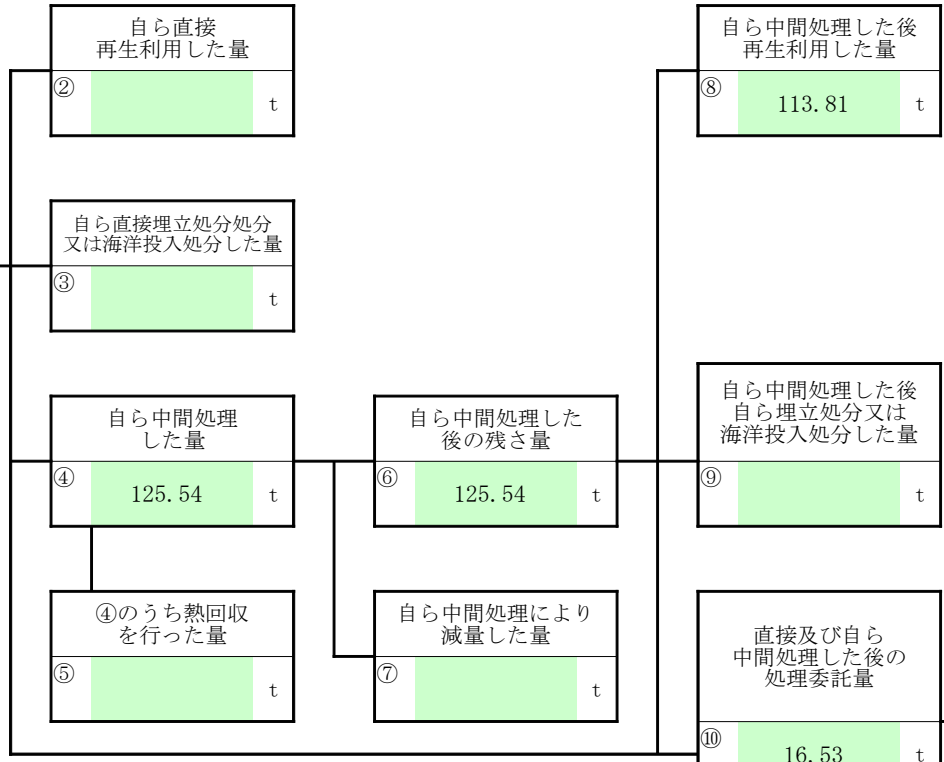 自ら直接
再生利用した量
② t
自ら中間処理した後
再生利用した量
⑧ 113.81 t
自ら直接埋立処分処分
又は海洋投入処分した量
③ t
自ら中間処理
した量
④ 125.54 t
自ら中間処理した
後の残さ量
⑥ 125.54 t
自ら中間処理した後
自ら埋立処分又は
海洋投入処分した量
⑨ t
④のうち熱回収
を行った量
⑤ t
自ら中間処理により
減量した量
⑦ t
直接及び自ら
中間処理した後の
処理委託量
⑩ 16.53 t